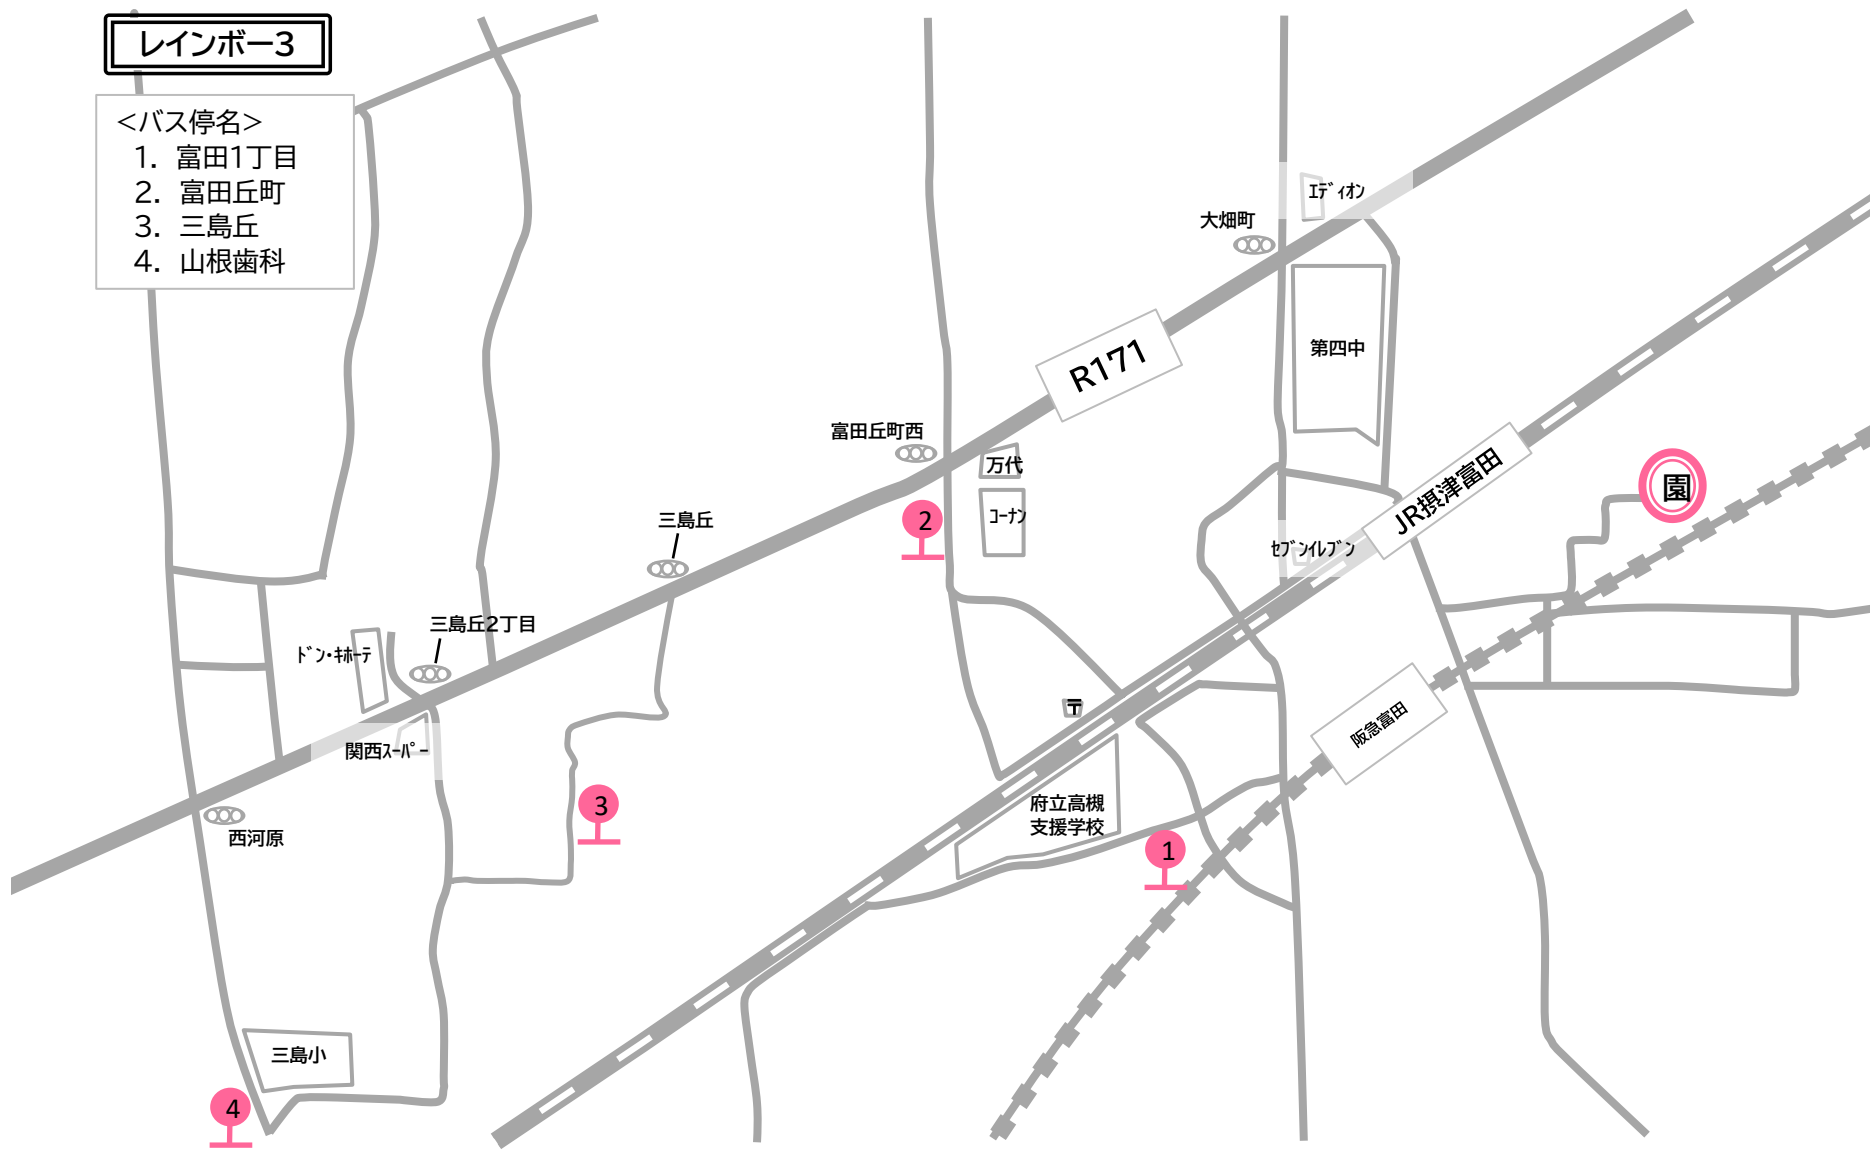 レインボー3
<バス停名>
1. 富田1丁目
2. 富田丘町
3. 三島丘
4. 山根歯科
エディオン
大畑町
R171
第四中
富田丘町西
万代
JR摂津富田
園
2
コーナン
三島丘
セブンイレブン
三島丘2丁目
ドン・キホーテ
〒
阪急富田
関西スーパー
3
府立高槻
支援学校
西河原
1
三島小
4